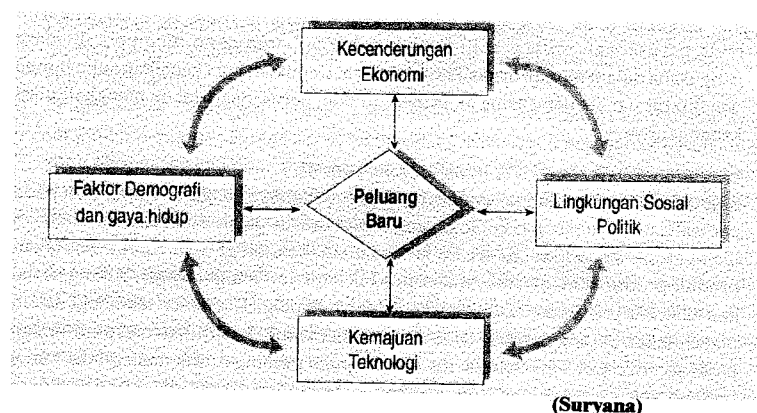 Kecenderungan
Ekonomi
Faktor Demografi
dan gaya hidup
Peluang
Baru
Lingkungan Sosial
Politik
Kemajuan
Teknologi
(Suryana)